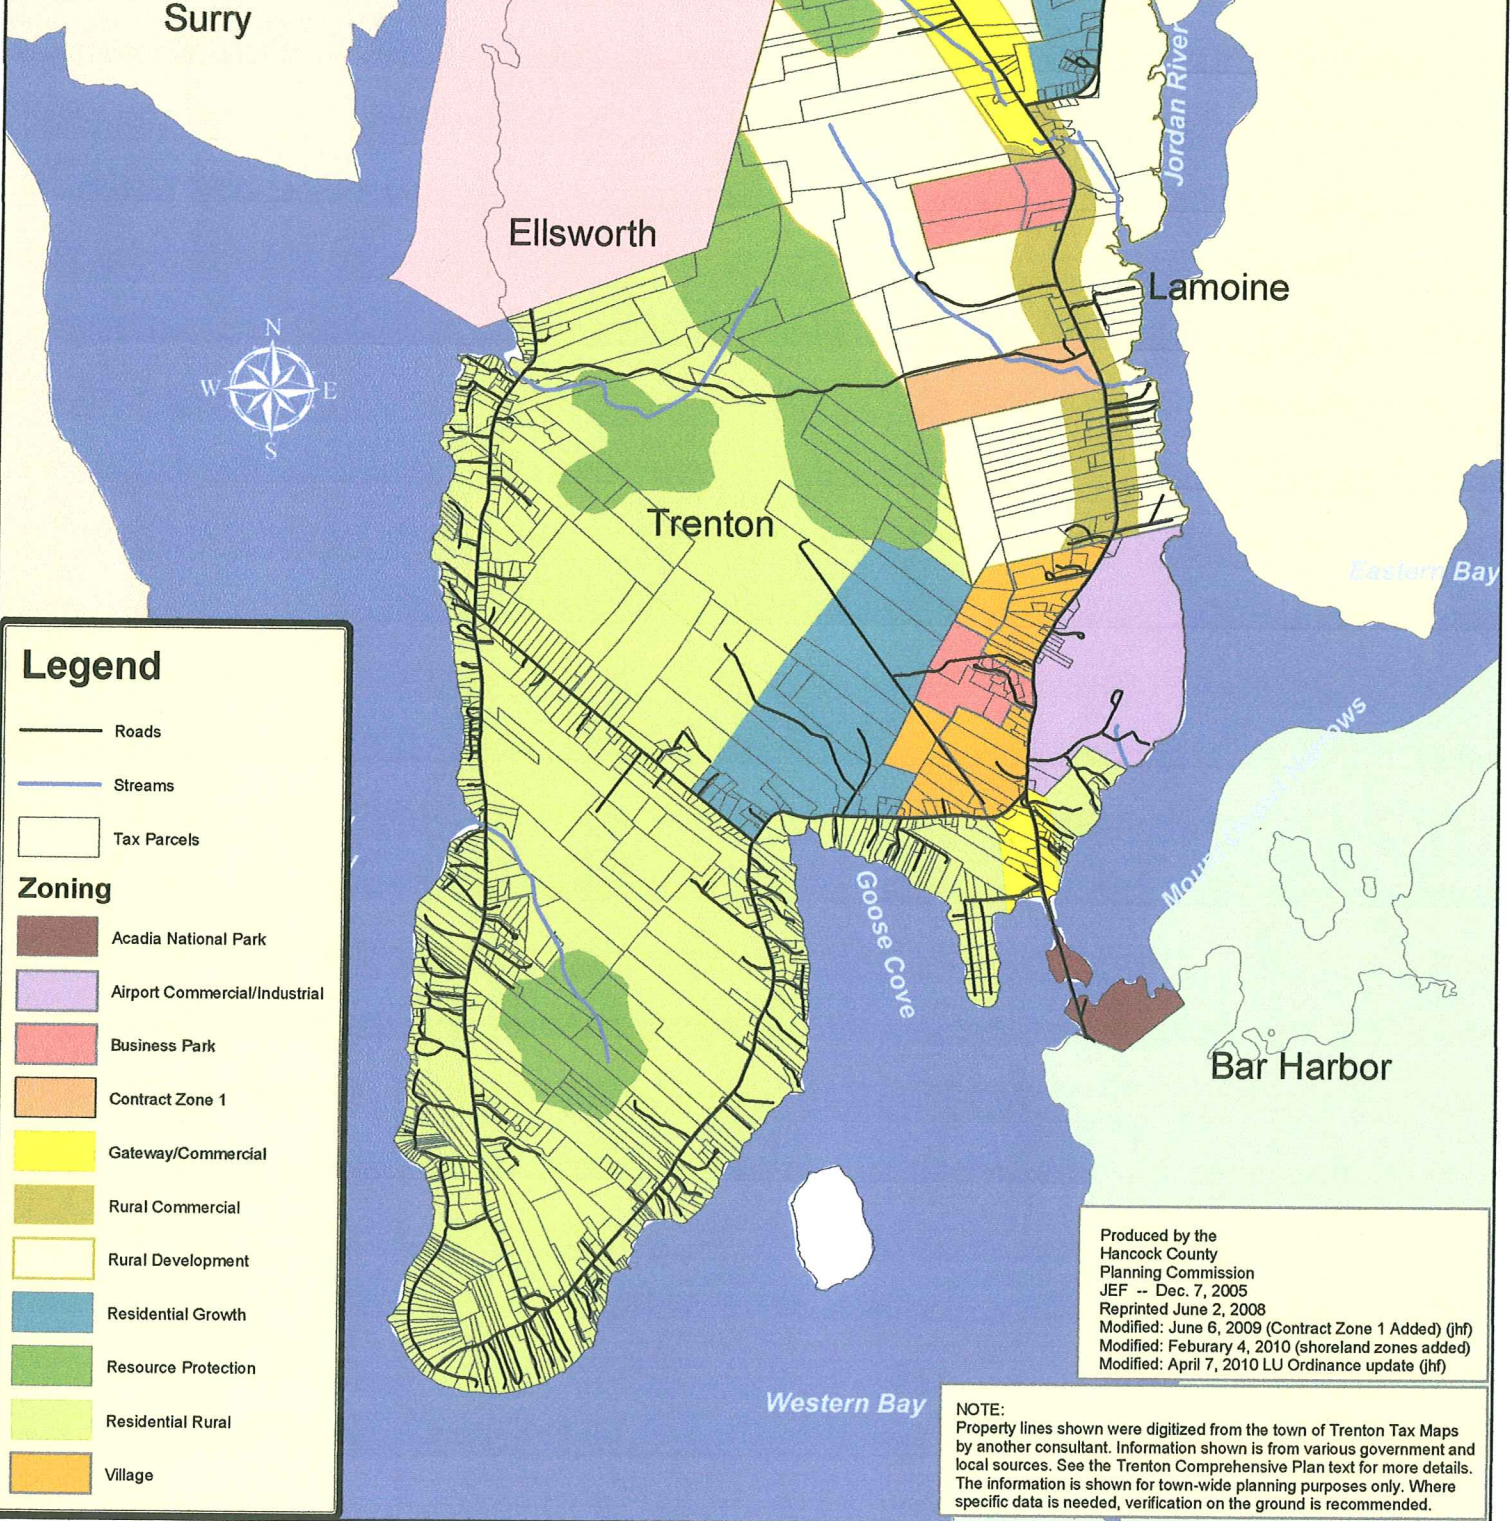 Surry
Jordan River
Ellsworth
Lamoine
N
W E
S
Trenton
Eastern Bay
Legend
Roads
Streams
Tax Parcels
Zoning
Acadia National Park
Airport Commercial/Industrial
Business Park
Contract Zone 1
Gateway/Commercial
Rural Commercial
Rural Development
Residential Growth
Resource Protection
Residential Rural
Village
Goose Cove
Bar Harbor
Western Bay
Produced by the
Hancock County
Planning Commission
JEF -- Dec. 7, 2005
Reprinted June 2, 2008
Modified: June 6, 2009 (Contract Zone 1 Added) (jhf)
Modified: Feburary 4, 2010 (shoreland zones added)
Modified: April 7, 2010 LU Ordinance update (jhf)
NOTE:
Property lines shown were digitized from the town of Trenton Tax Maps
by another consultant. Information shown is from various government and
local sources. See the Trenton Comprehensive Plan text for more details.
The information is shown for town-wide planning purposes only. Where
specific data is needed, verification on the ground is recommended.